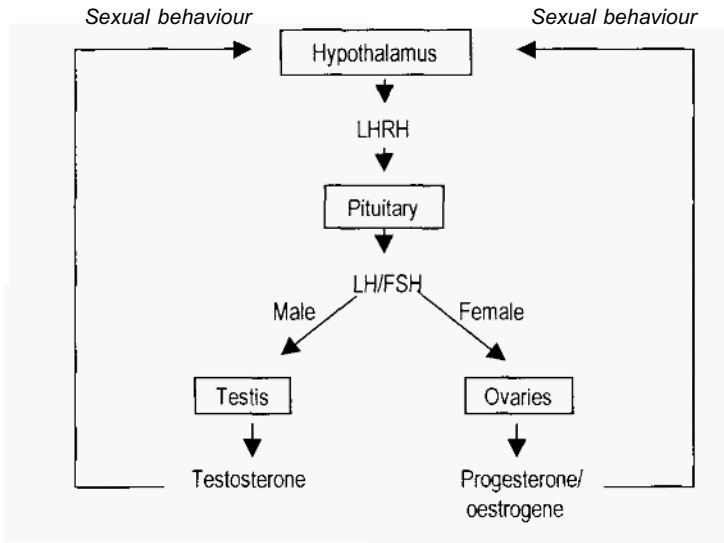 Sexual behaviour Sexual behaviour
Hypothalamus
LHRH
Pituitary
LH/FSH
Male Female
Testis Ovaries
Testosterone Progesterone/
oestrogene